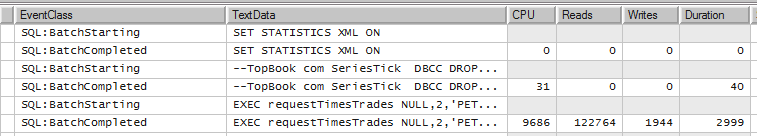 EventClass TextData CPU Reads Writes Duration
SQL:BatchStarting SET STATISTICS XML ON
SQL:BatchCompleted SET STATISTICS XML ON 0 0 0 0
SQL:BatchStarting --TopBook com SeriesTick DBCC DROP...
SQL:BatchCompleted --TopBook com SeriesTick DBCC DROP... 31 0 0 40
SQL:BatchStarting EXEC requestTimesTrades NULL,2,'PET...
SQL:BatchCompleted EXEC requestTimesTrades NULL,2,'PET... 9686 122764 1944 2999